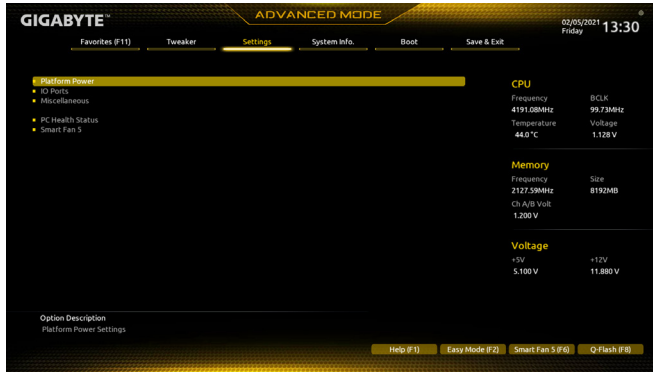 GIGABYTE™
ADVANCED MODE
02/05/2021
Friday
13:30
Favorites (F11) Tweaker Settings System Info. Boot Save & Exit
Platform Power
IO Ports
Miscellaneous
PC Health Status
Smart Fan 5
CPU
Frequency BCLK
4191.08MHz 99.73MHz
Temperature Voltage
44.0°C 1.128 V
Memory
Frequency Size
2127.59MHz 8192MB
Ch A/B Volt
1.200 V
Voltage
+5V +12V
5.100 V 11.880 V
Option Description
Platform Power Settings
Help (F1) Easy Mode (F2) Smart Fan 5 (F6) Q-Flash (F8)